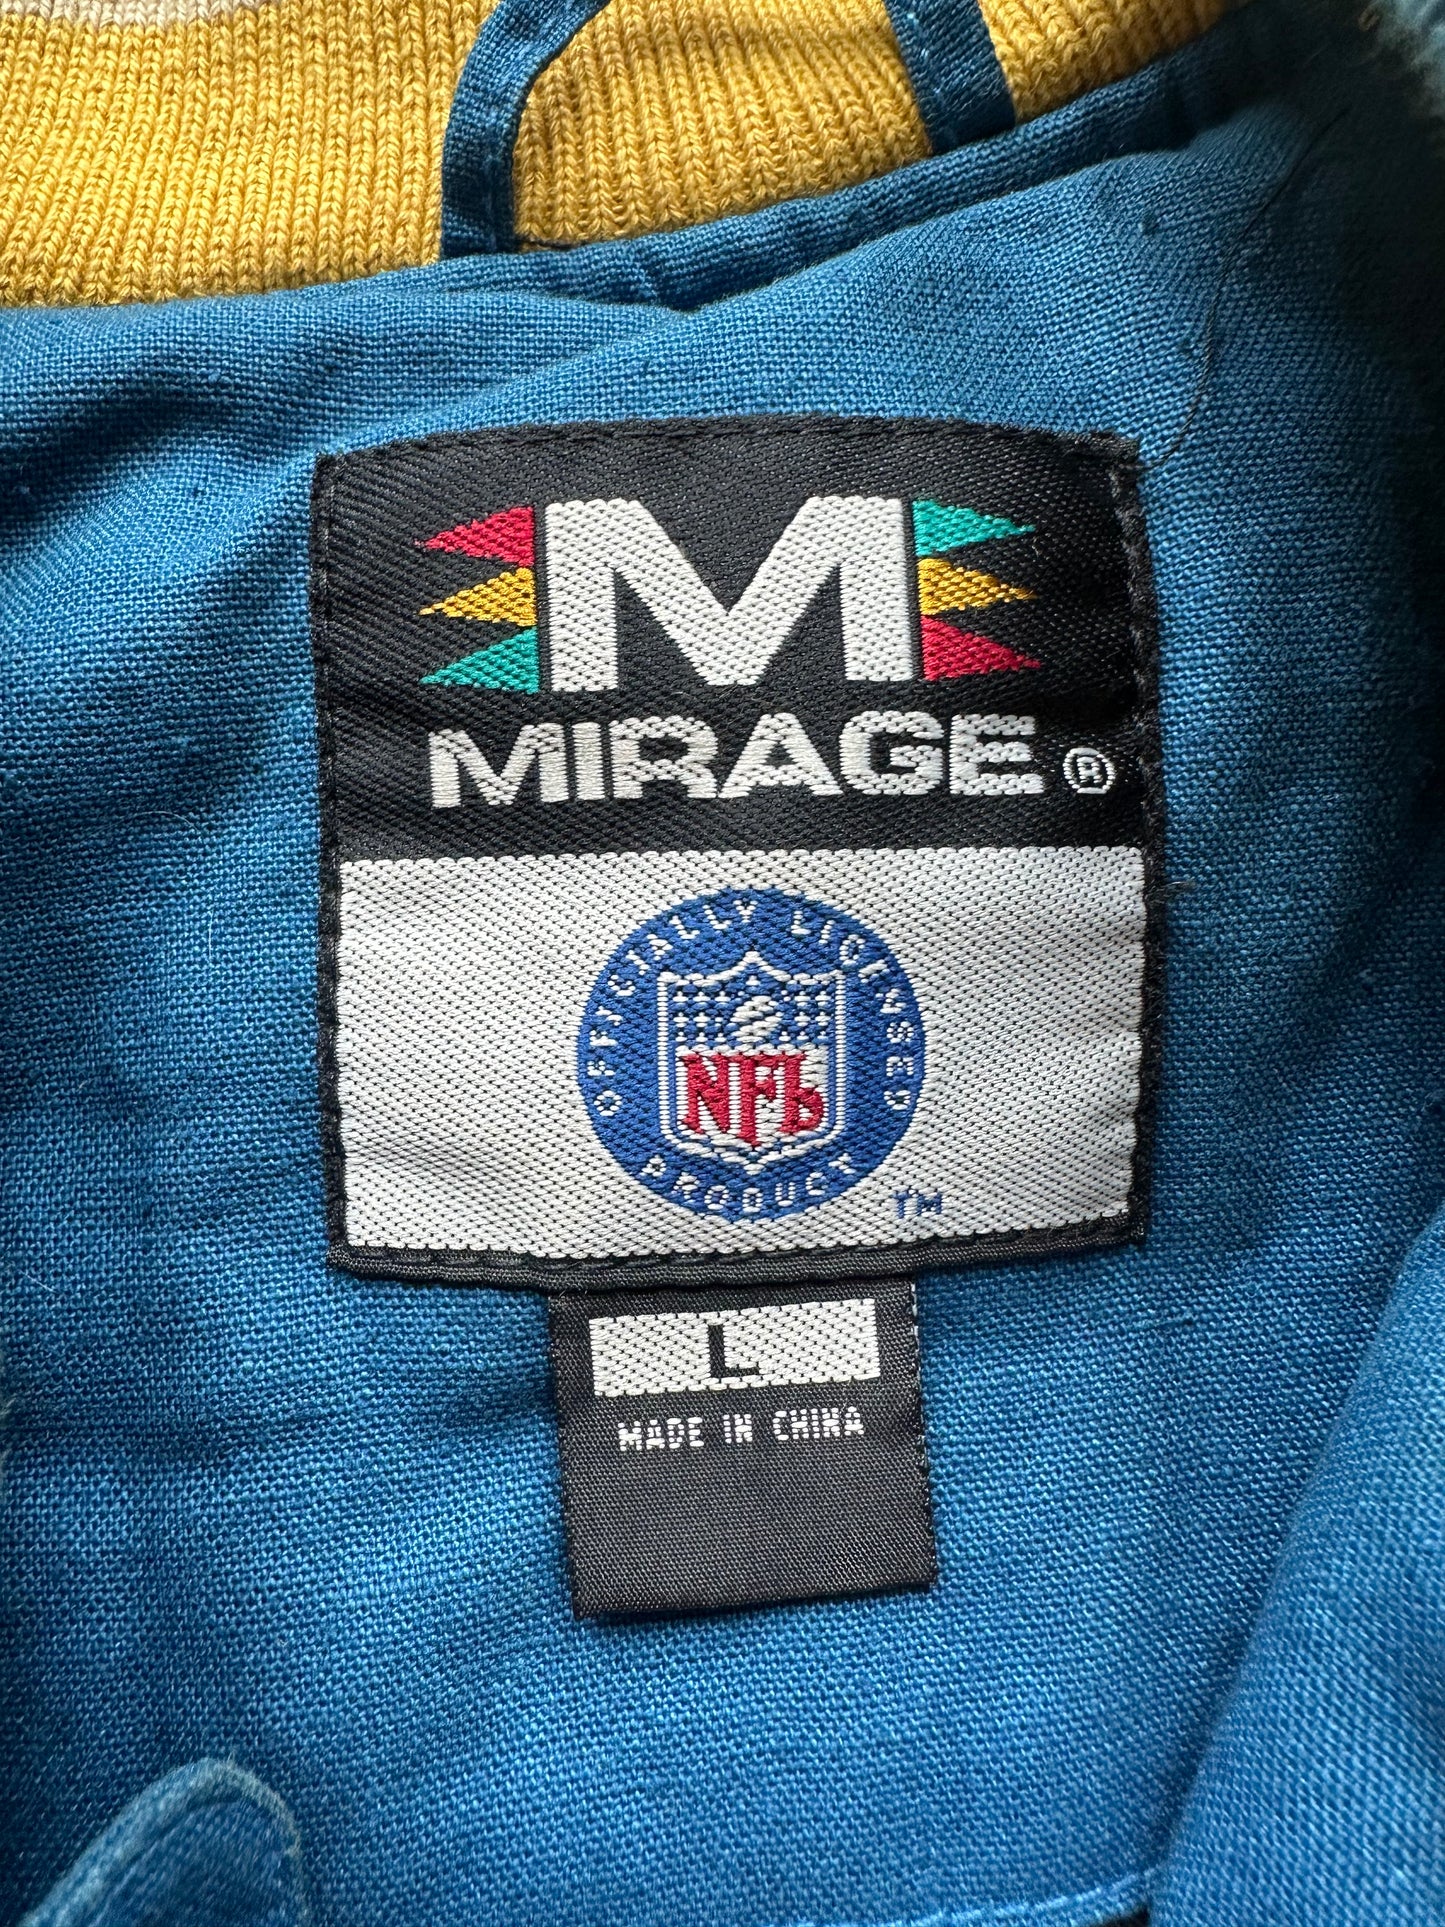 M
MIRAGE ®
OFFICIALLY LICENSED
NFL
PRODUCT
TM
L
MADE IN CHINA